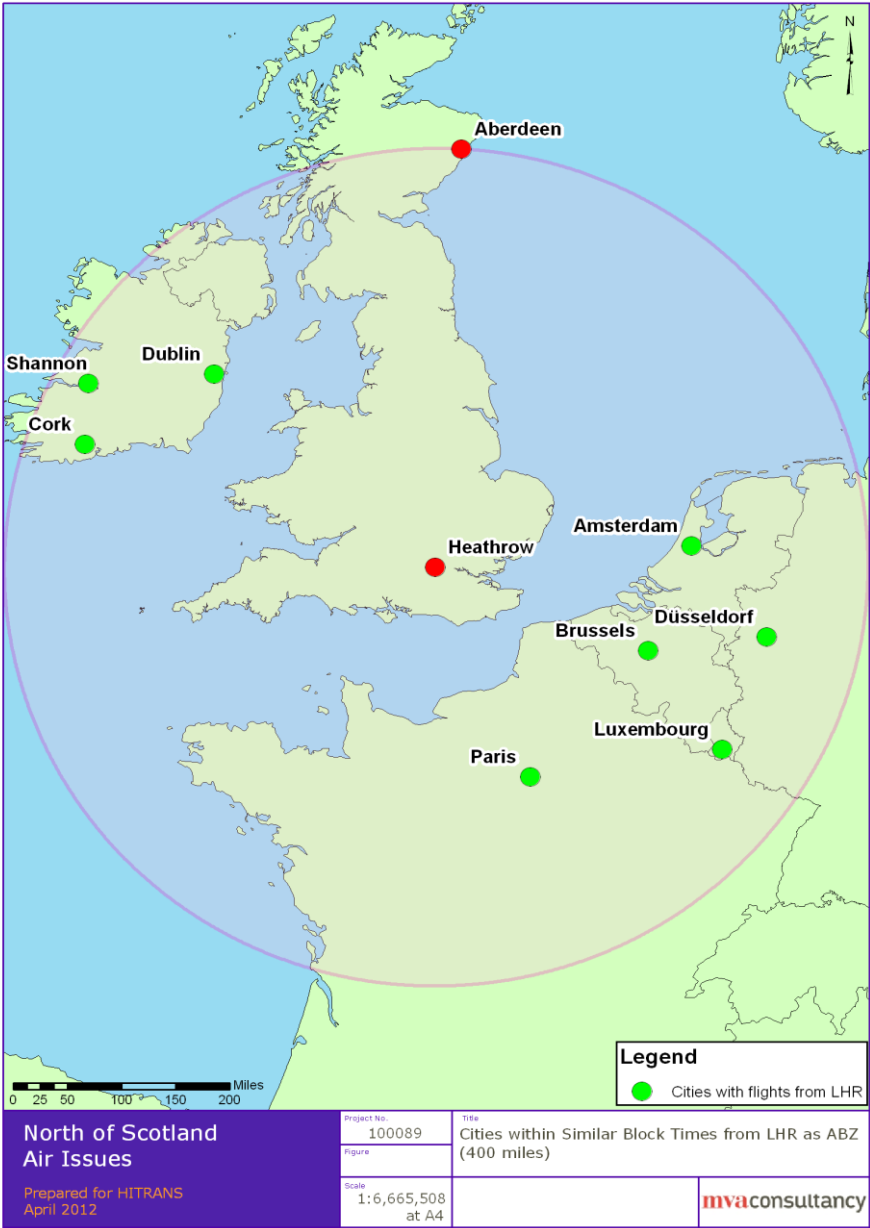 N
Aberdeen
Shannon
Dublin
Cork
Amsterdam
Heathrow
Brussels
Düsseldorf
Luxembourg
Paris
Miles
0 25 50 100 150 200
Legend
Cities with flights from LHR
North of Scotland
Air Issues
Prepared for HITRANS
April 2012
Project No.
100089
Figure
Scale
1:6,665,508
at A4
Title
Cities within Similar Block Times from LHR as ABZ
(400 miles)
mvaconsultancy